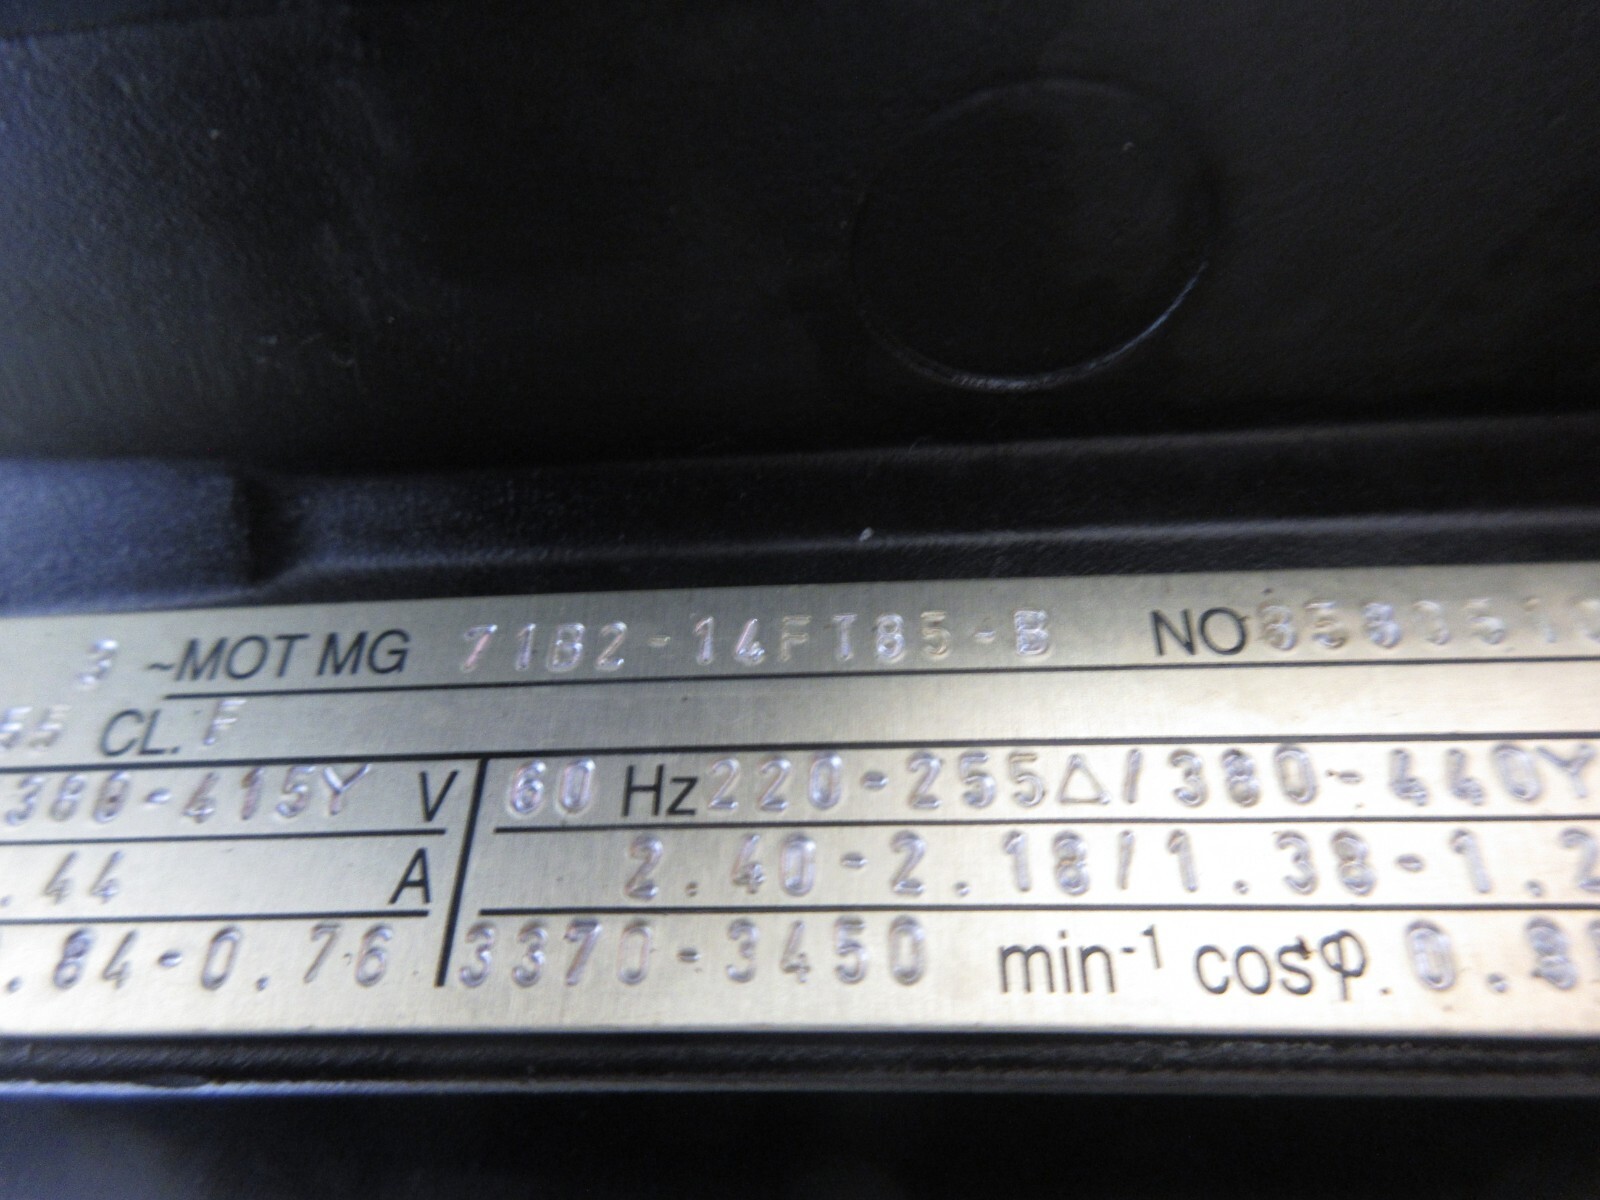 3 ~MOT MG 71B2-14FT85-B NO
55 CL. F
380-415Y V 60 Hz 220-255Δ/380-440Y
.44 A 2.40-2.18/1.38-1.2
.84-0.76 3370-3450 min-1 cosφ. 0.8